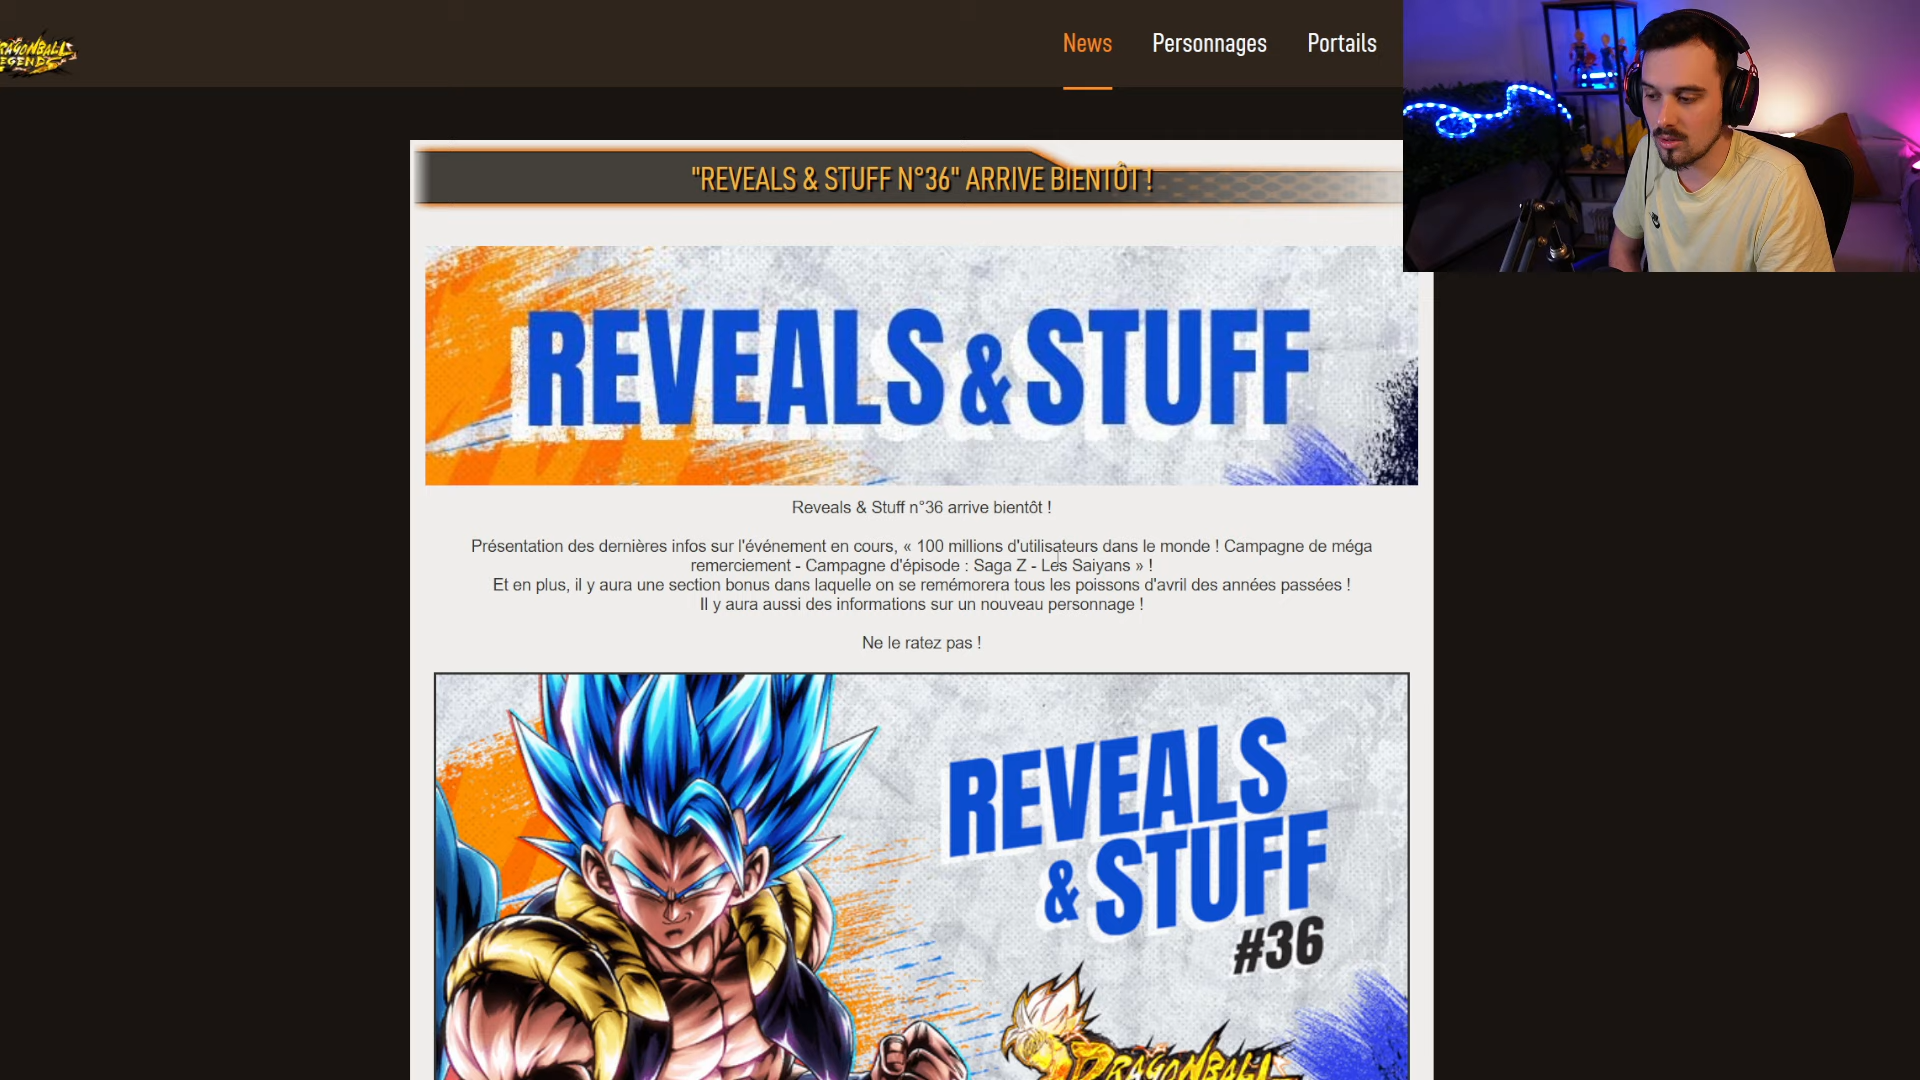 DRAGONBALL
LEGENDS
News
Personnages
Portails
"REVEALS & STUFF N°36" ARRIVE BIENTÔT !
REVEALS & STUFF
Reveals & Stuff n°36 arrive bientôt !
Présentation des dernières infos sur l'événement en cours, « 100 millions d'utilisateurs dans le monde ! Campagne de méga
remerciement - Campagne d'épisode : Saga Z - Les Saiyans » !
Et en plus, il y aura une section bonus dans laquelle on se remémorera tous les poissons d'avril des années passées !
Il y aura aussi des informations sur un nouveau personnage !
Ne le ratez pas !
REVEALS
& STUFF
#36
DRAGONBALL